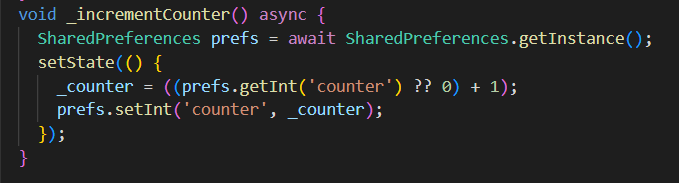 void _incrementCounter() async {
  SharedPreferences prefs = await SharedPreferences.getInstance();
  setState(() {
    _counter = ((prefs.getInt('counter') ?? 0) + 1);
    prefs.setInt('counter', _counter);
  });
}